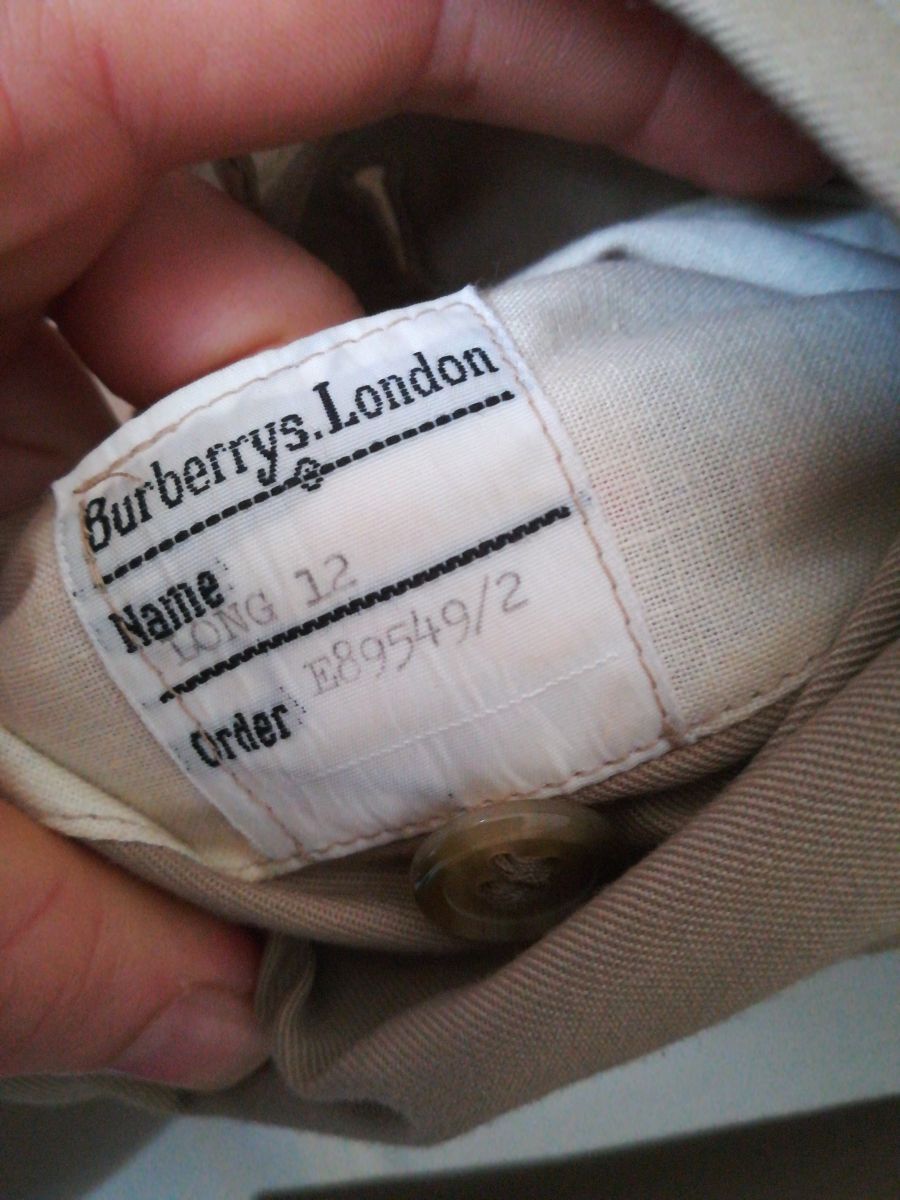 Burberrys. London
Name
LONG 12
Order
E89549/2